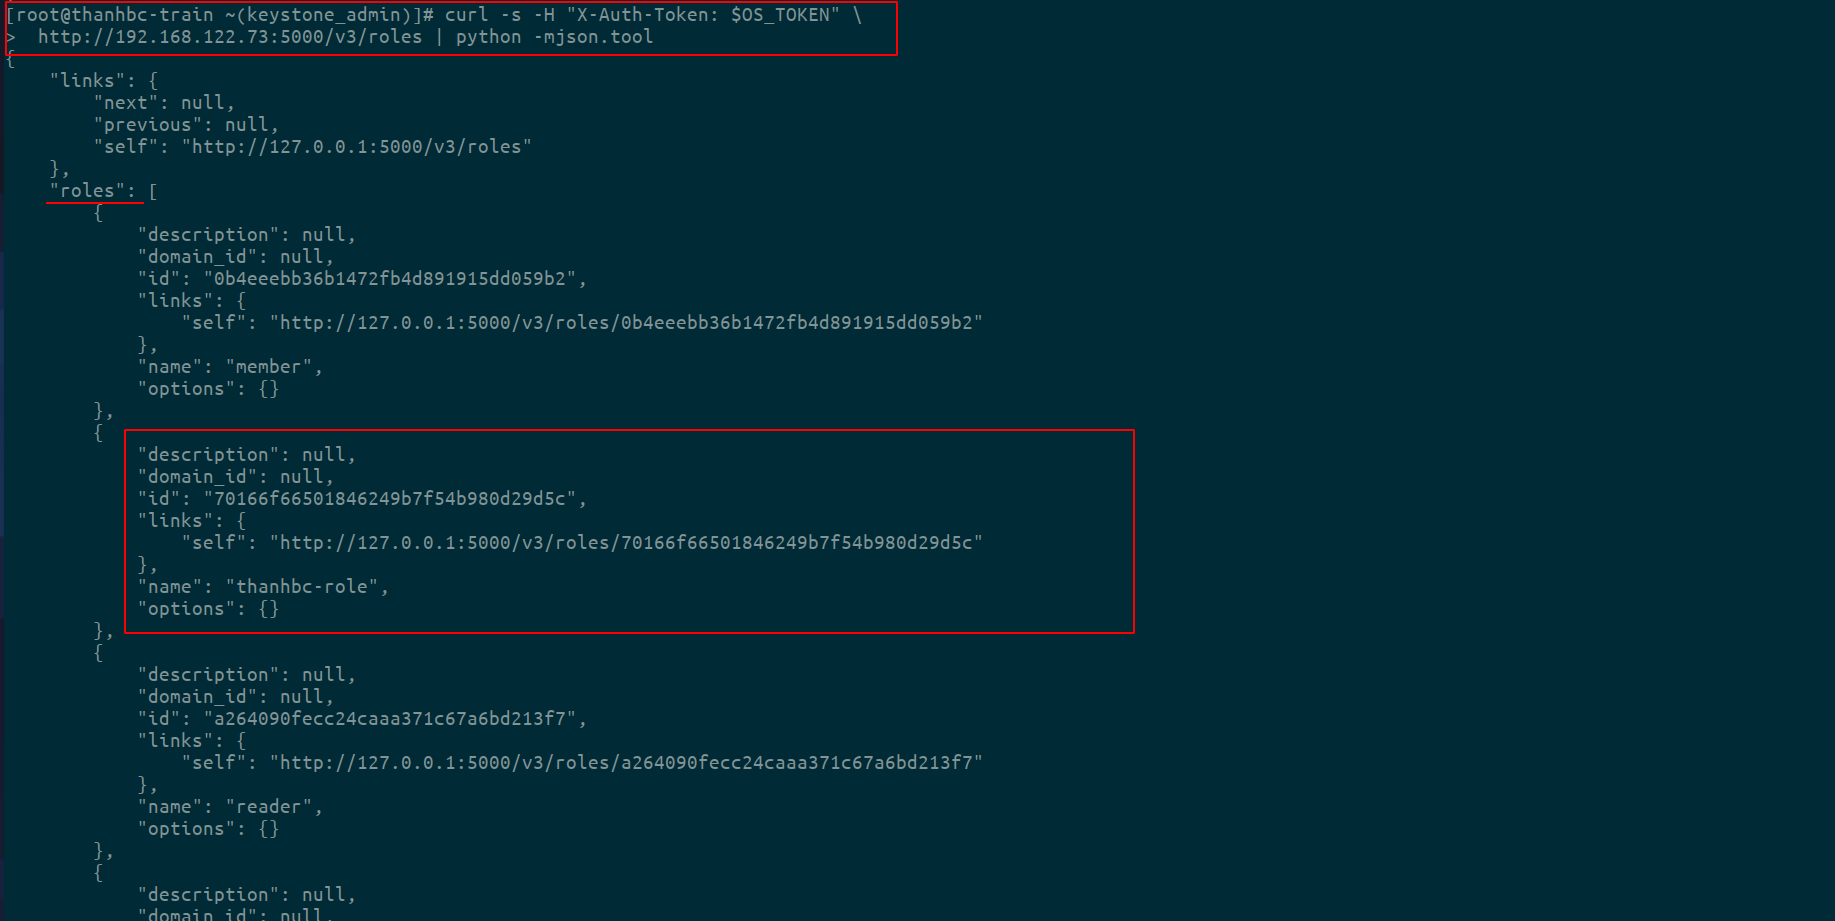 [root@thanhbc-train ~(keystone_admin)]# curl -s -H "X-Auth-Token: $OS_TOKEN" \
>  http://192.168.122.73:5000/v3/roles | python -mjson.tool
{
    "links": {
        "next": null,
        "previous": null,
        "self": "http://127.0.0.1:5000/v3/roles"
    },
    "roles": [
        {
            "description": null,
            "domain_id": null,
            "id": "0b4eeebb36b1472fb4d891915dd059b2",
            "links": {
                "self": "http://127.0.0.1:5000/v3/roles/0b4eeebb36b1472fb4d891915dd059b2"
            },
            "name": "member",
            "options": {}
        },
        {
            "description": null,
            "domain_id": null,
            "id": "70166f66501846249b7f54b980d29d5c",
            "links": {
                "self": "http://127.0.0.1:5000/v3/roles/70166f66501846249b7f54b980d29d5c"
            },
            "name": "thanhbc-role",
            "options": {}
        },
        {
            "description": null,
            "domain_id": null,
            "id": "a264090fecc24caaa371c67a6bd213f7",
            "links": {
                "self": "http://127.0.0.1:5000/v3/roles/a264090fecc24caaa371c67a6bd213f7"
            },
            "name": "reader",
            "options": {}
        },
        {
            "description": null,
            "domain_id": null,